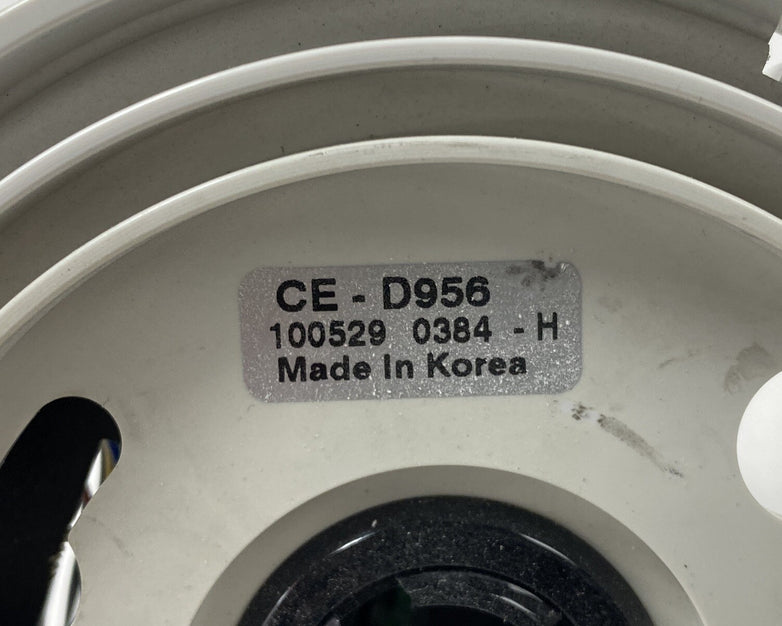 CE - D956
100529 0384 - H
Made In Korea